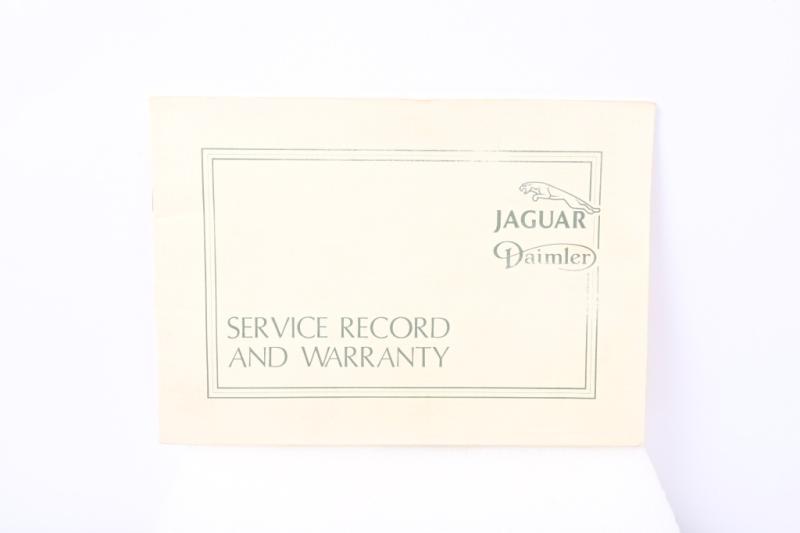 JAGUAR
Daimler
SERVICE RECORD
AND WARRANTY